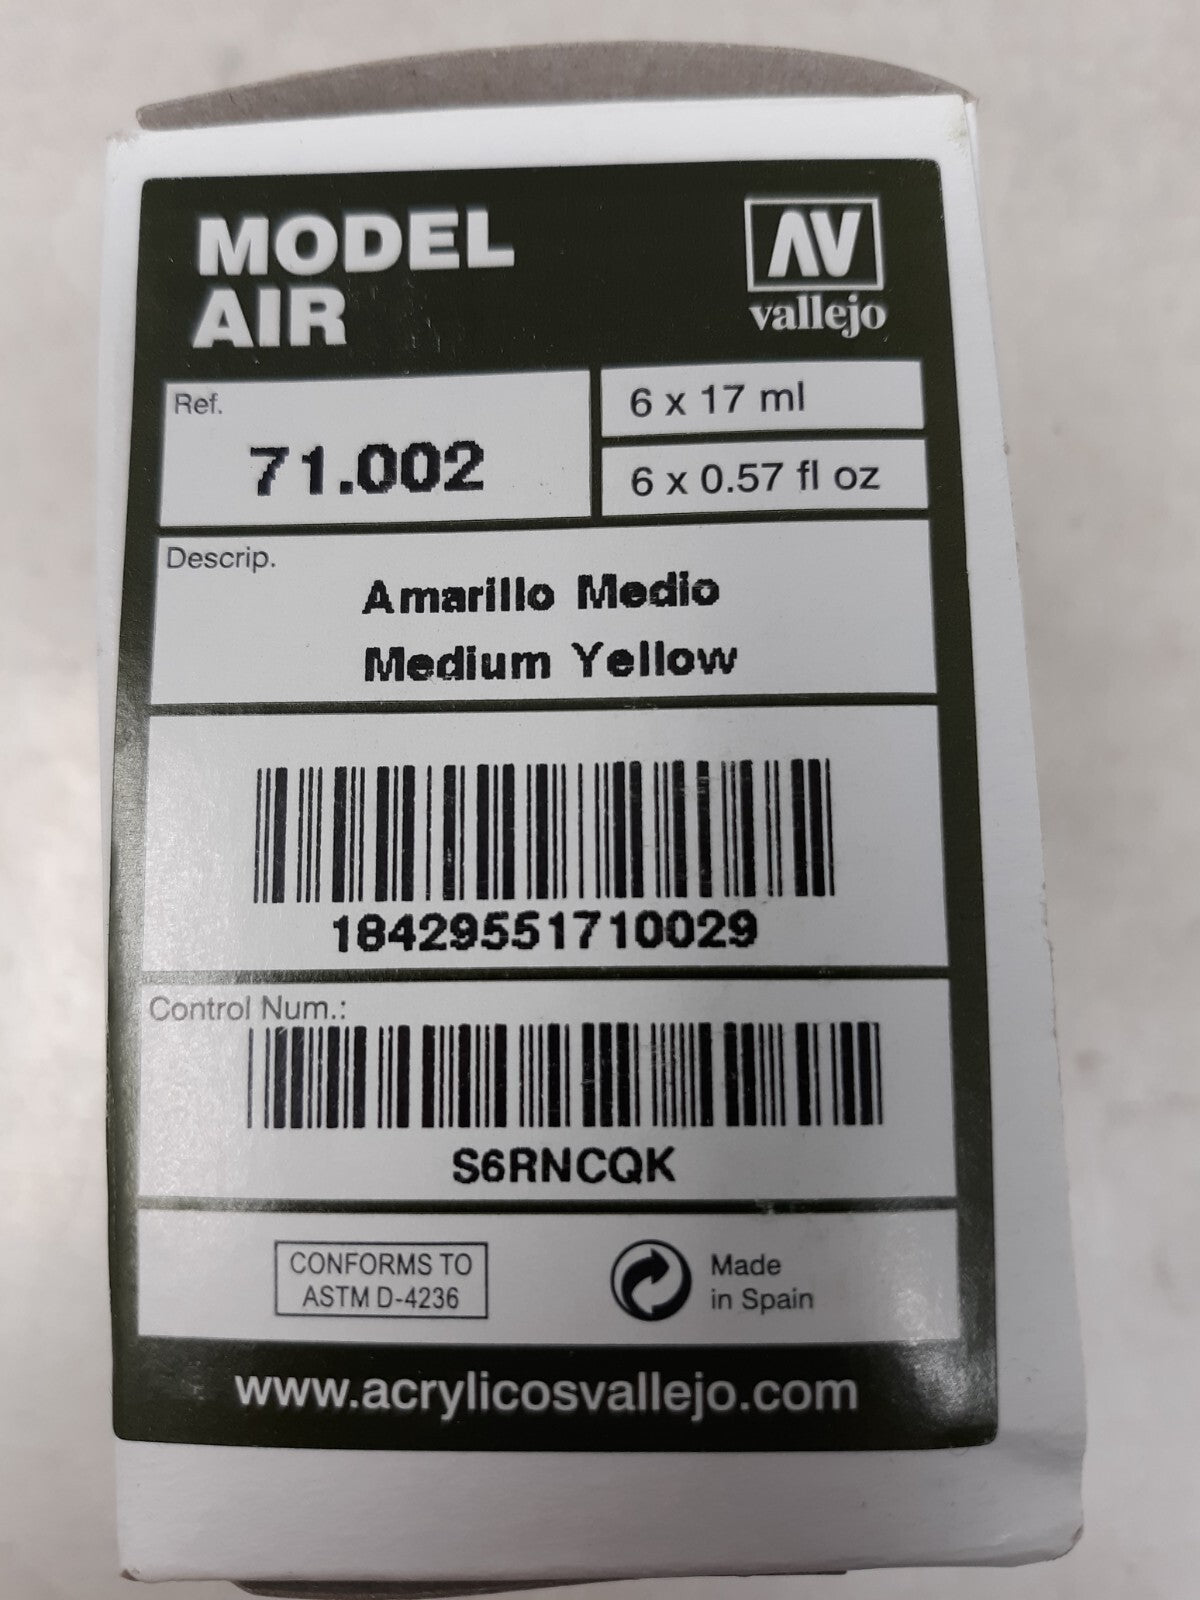 MODEL
AIR
AV
vallejo
Ref.
71.002
6 x 17 ml
6 x 0.57 fl oz
Descrip.
Amarillo Medio
Medium Yellow
18429551710029
Control Num.:
S6RNCQK
CONFORMS TO
ASTM D-4236
Made
in Spain
www.acrylicosvallejo.com